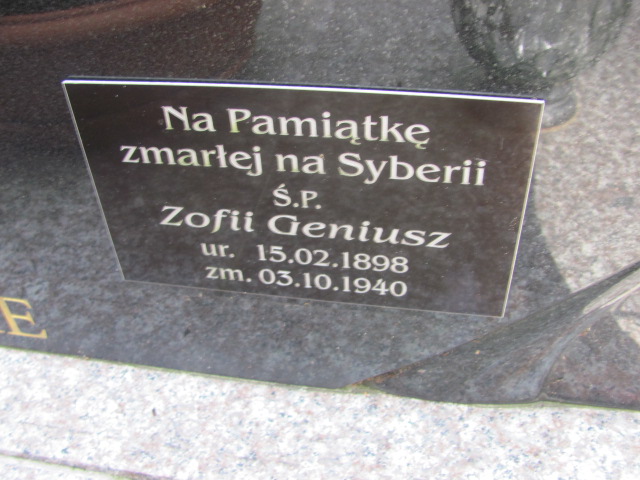 Na Pamiątkę
zmarłej na Syberii
Ś.P.
Zofii Geniusz
ur. 15.02.1898
zm. 03.10.1940